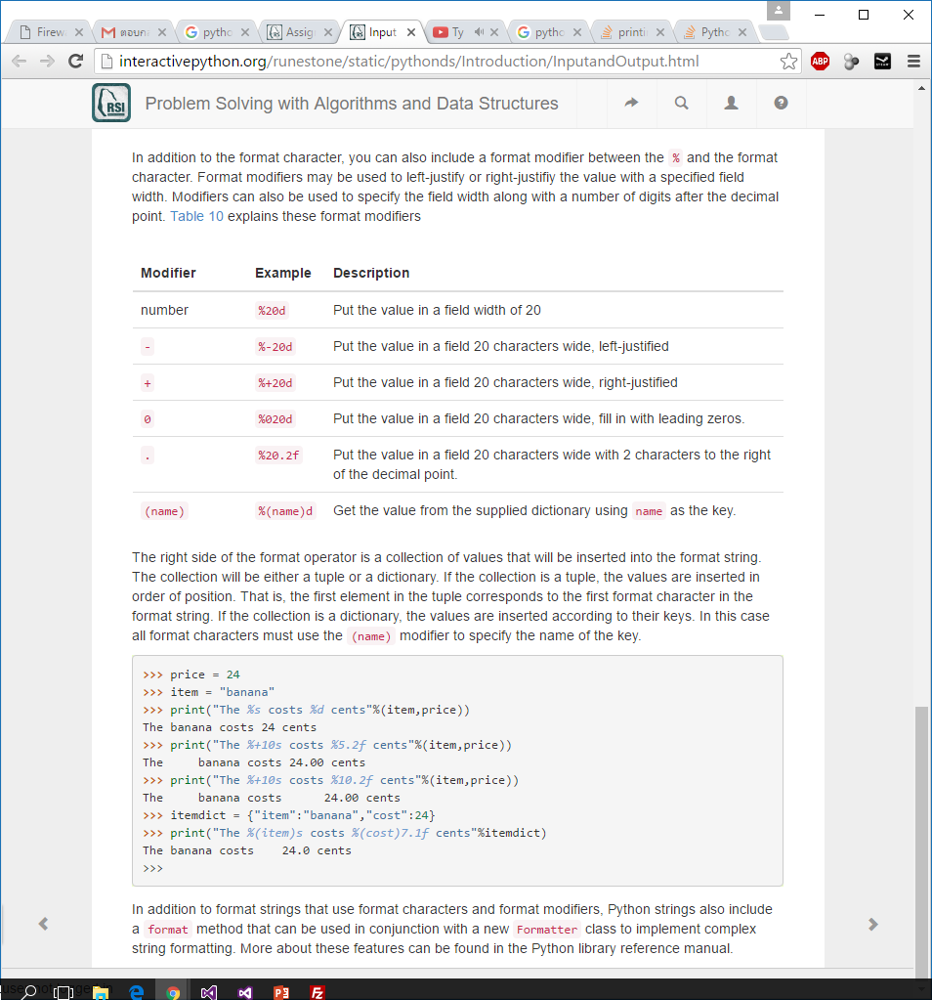 Firew
M ตอบก
pytho
Assig
Input
Ty
pytho
printi
Pytho
interactivepython.org/runestone/static/pythonds/Introduction/InputandOutput.html
ABP
RSI
Problem Solving with Algorithms and Data Structures
In addition to the format character, you can also include a format modifier between the % and the format
character. Format modifiers may be used to left-justify or right-justifiy the value with a specified field
width. Modifiers can also be used to specify the field width along with a number of digits after the decimal
point. Table 10 explains these format modifiers
Modifier Example Description
number %20d Put the value in a field width of 20
- %-20d Put the value in a field 20 characters wide, left-justified
+ %+20d Put the value in a field 20 characters wide, right-justified
0 %020d Put the value in a field 20 characters wide, fill in with leading zeros.
. %20.2f Put the value in a field 20 characters wide with 2 characters to the right
of the decimal point.
(name) %(name)d Get the value from the supplied dictionary using name as the key.
The right side of the format operator is a collection of values that will be inserted into the format string.
The collection will be either a tuple or a dictionary. If the collection is a tuple, the values are inserted in
order of position. That is, the first element in the tuple corresponds to the first format character in the
format string. If the collection is a dictionary, the values are inserted according to their keys. In this case
all format characters must use the (name) modifier to specify the name of the key.
>>> price = 24
>>> item = "banana"
>>> print("The %s costs %d cents"%(item,price))
The banana costs 24 cents
>>> print("The %+10s costs %5.2f cents"%(item,price))
The     banana costs 24.00 cents
>>> print("The %+10s costs %10.2f cents"%(item,price))
The     banana costs      24.00 cents
>>> itemdict = {"item":"banana","cost":24}
>>> print("The %(item)s costs %(cost)7.1f cents"%itemdict)
The banana costs    24.0 cents
>>>
In addition to format strings that use format characters and format modifiers, Python strings also include
a format method that can be used in conjunction with a new Formatter class to implement complex
string formatting. More about these features can be found in the Python library reference manual.